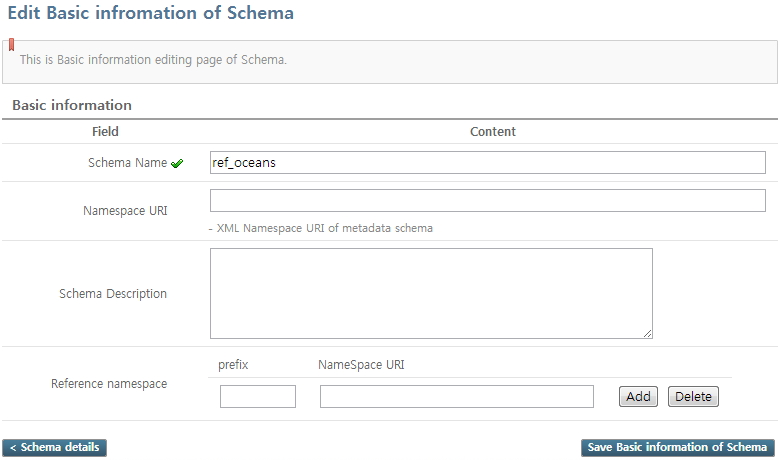 Edit Basic infromation of Schema
This is Basic information editing page of Schema.
Basic information
Field Content
Schema Name ref_oceans
Namespace URI
- XML Namespace URI of metadata schema
Schema Description
Reference namespace
prefix NameSpace URI
Add Delete
< Schema details Save Basic information of Schema